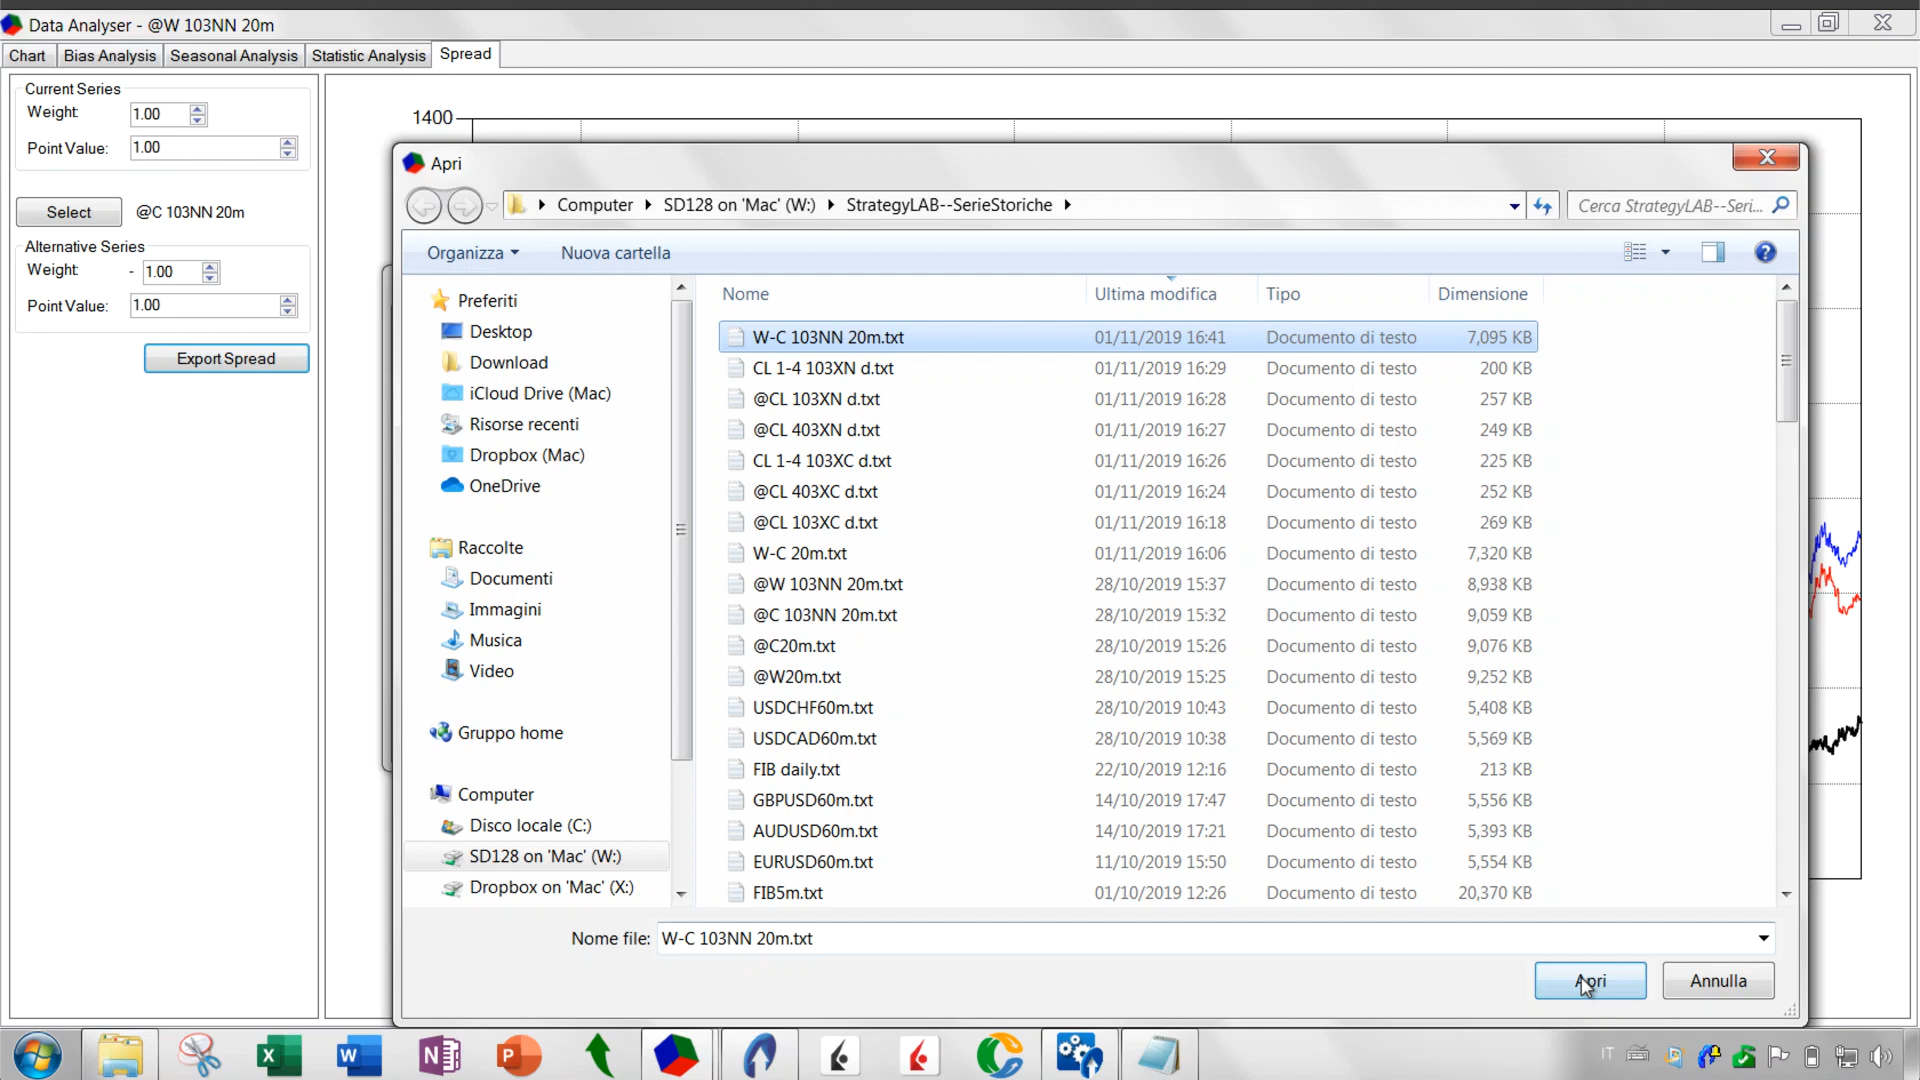 Data Analyser - @W 103NN 20m
Chart Bias Analysis Seasonal Analysis Statistic Analysis Spread
Current Series
Weight: 1.00
Point Value: 1.00
Select @C 103NN 20m
Alternative Series
Weight: - 1.00
Point Value: 1.00
Export Spread
1400
Apri
Computer SD128 on 'Mac' (W:) StrategyLAB--SerieStoriche
Cerca StrategyLAB--Seri...
Organizza Nuova cartella
Preferiti
Desktop
Download
iCloud Drive (Mac)
Risorse recenti
Dropbox (Mac)
OneDrive
Raccolte
Documenti
Immagini
Musica
Video
Gruppo home
Computer
Disco locale (C:)
SD128 on 'Mac' (W:)
Dropbox on 'Mac' (X:)
Nome Ultima modifica Tipo Dimensione
W-C 103NN 20m.txt 01/11/2019 16:41 Documento di testo 7,095 KB
CL 1-4 103XN d.txt 01/11/2019 16:29 Documento di testo 200 KB
@CL 103XN d.txt 01/11/2019 16:28 Documento di testo 257 KB
@CL 403XN d.txt 01/11/2019 16:27 Documento di testo 249 KB
CL 1-4 103XC d.txt 01/11/2019 16:26 Documento di testo 225 KB
@CL 403XC d.txt 01/11/2019 16:24 Documento di testo 252 KB
@CL 103XC d.txt 01/11/2019 16:18 Documento di testo 269 KB
W-C 20m.txt 01/11/2019 16:06 Documento di testo 7,320 KB
@W 103NN 20m.txt 28/10/2019 15:37 Documento di testo 8,938 KB
@C 103NN 20m.txt 28/10/2019 15:32 Documento di testo 9,059 KB
@C20m.txt 28/10/2019 15:26 Documento di testo 9,076 KB
@W20m.txt 28/10/2019 15:25 Documento di testo 9,252 KB
USDCHF60m.txt 28/10/2019 10:43 Documento di testo 5,408 KB
USDCAD60m.txt 28/10/2019 10:38 Documento di testo 5,569 KB
FIB daily.txt 22/10/2019 12:16 Documento di testo 213 KB
GBPUSD60m.txt 14/10/2019 17:47 Documento di testo 5,556 KB
AUDUSD60m.txt 14/10/2019 17:21 Documento di testo 5,393 KB
EURUSD60m.txt 11/10/2019 15:50 Documento di testo 5,554 KB
FIB5m.txt 01/10/2019 12:26 Documento di testo 20,370 KB
Nome file: W-C 103NN 20m.txt
Apri Annulla
IT